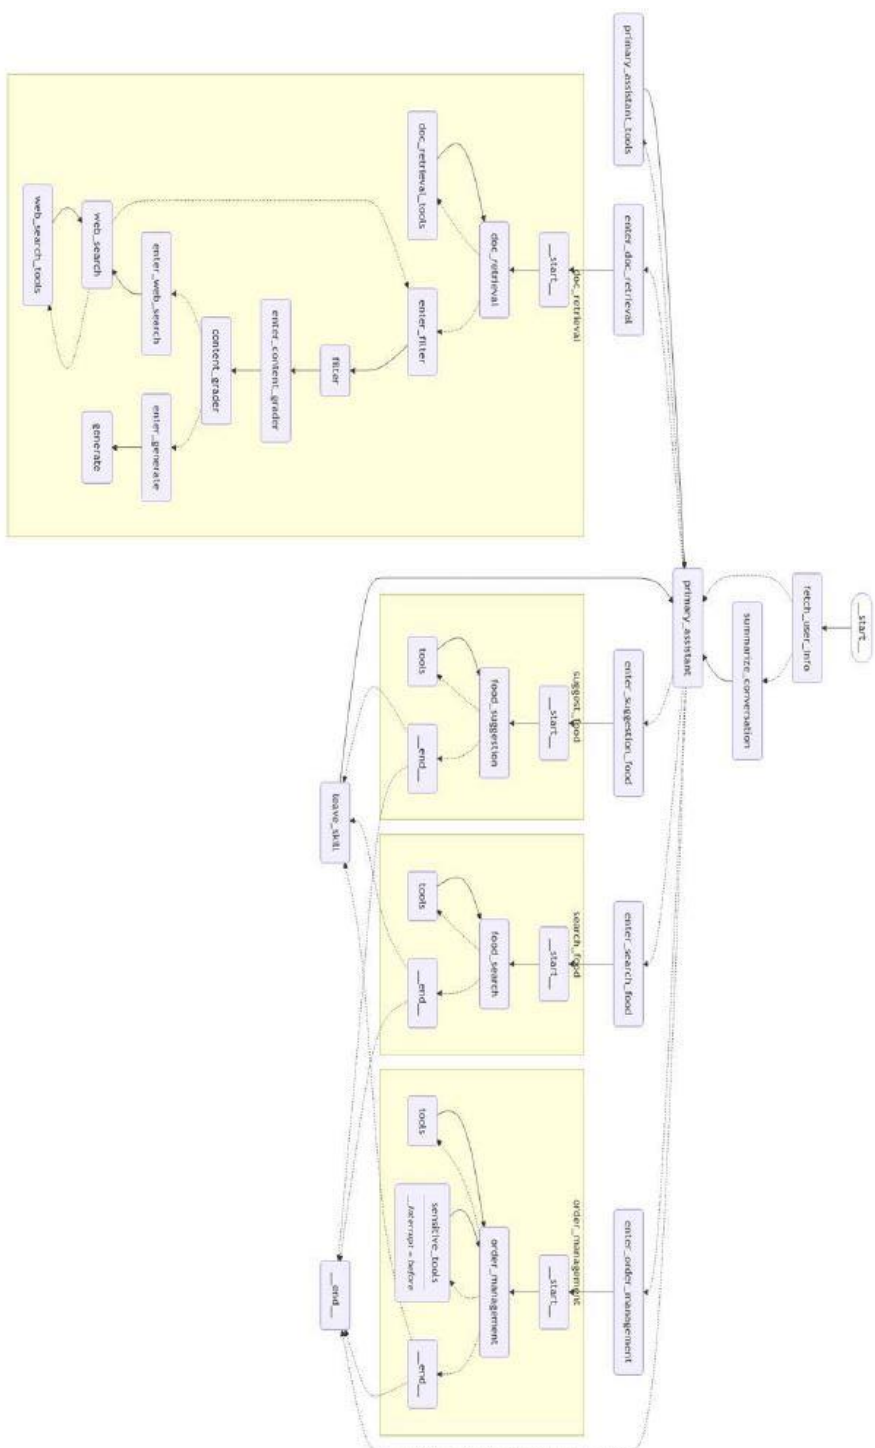 __start__
fetch_user_info
summarize_conversation
primary_assistant
primary_assistant_tools
enter_doc_retrieval
enter_suggestion_food
enter_search_food
enter_order_management
doc_retrieval
__start__
doc_retrieval
doc_retrieval_tools
enter_filter
filter
enter_content_grader
content_grader
enter_web_search
enter_generate
web_search
generate
web_search_tools
suggest_food
__start__
food_suggestion
tools
__end__
search_food
__start__
food_search
tools
__end__
order_management
__start__
order_management
tools
sensitive_tools
__interrupt = before
__end__
leave_skill
__end__